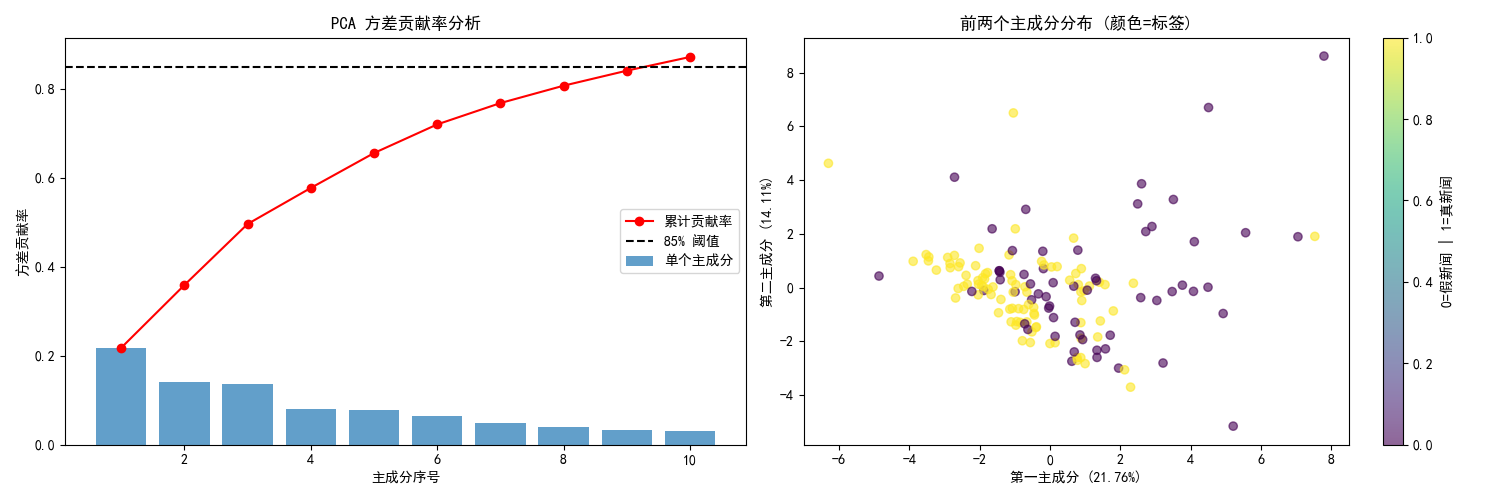 PCA 方差贡献率分析
方差贡献率
0.8
0.6
0.4
0.2
0.0
累计贡献率
85% 阈值
单个主成分
2 4 6 8 10
主成分序号
前两个主成分分布 (颜色=标签)
第二主成分 (14.11%)
8
6
4
2
0
−2
−4
−6 −4 −2 0 2 4 6 8
第一主成分 (21.76%)
1.0
0.8
0.6
0.4
0.2
0.0
0=假新闻 | 1=真新闻